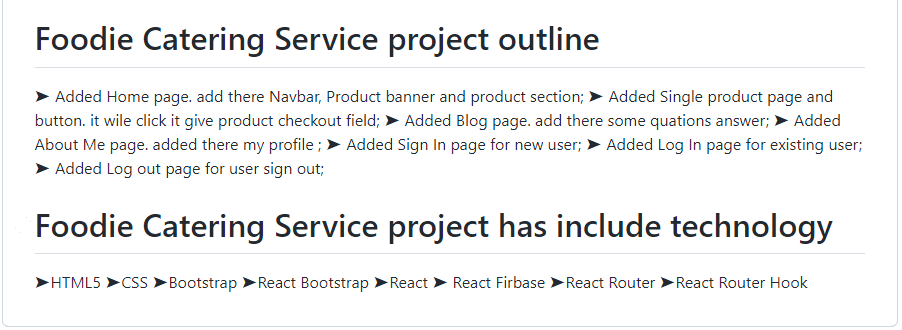 Foodie Catering Service project outline
➤ Added Home page. add there Navbar, Product banner and product section; ➤ Added Single product page and
button. it wile click it give product checkout field; ➤ Added Blog page. add there some quations answer; ➤ Added
About Me page. added there my profile ; ➤ Added Sign In page for new user; ➤ Added Log In page for existing user;
➤ Added Log out page for user sign out;
Foodie Catering Service project has include technology
➤HTML5 ➤CSS ➤Bootstrap ➤React Bootstrap ➤React ➤ React Firbase ➤React Router ➤React Router Hook